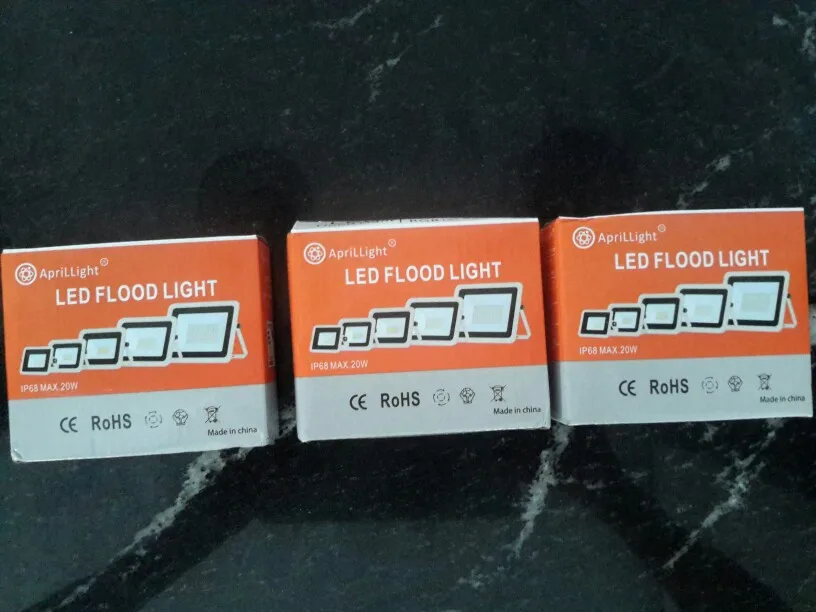 AprilLight®
LED FLOOD LIGHT
IP68 MAX.20W
CE RoHS
Made in china
AprilLight®
LED FLOOD LIGHT
IP68 MAX.20W
CE RoHS
Made in china
AprilLight®
LED FLOOD LIGHT
IP68 MAX.20W
CE RoHS
Made in china